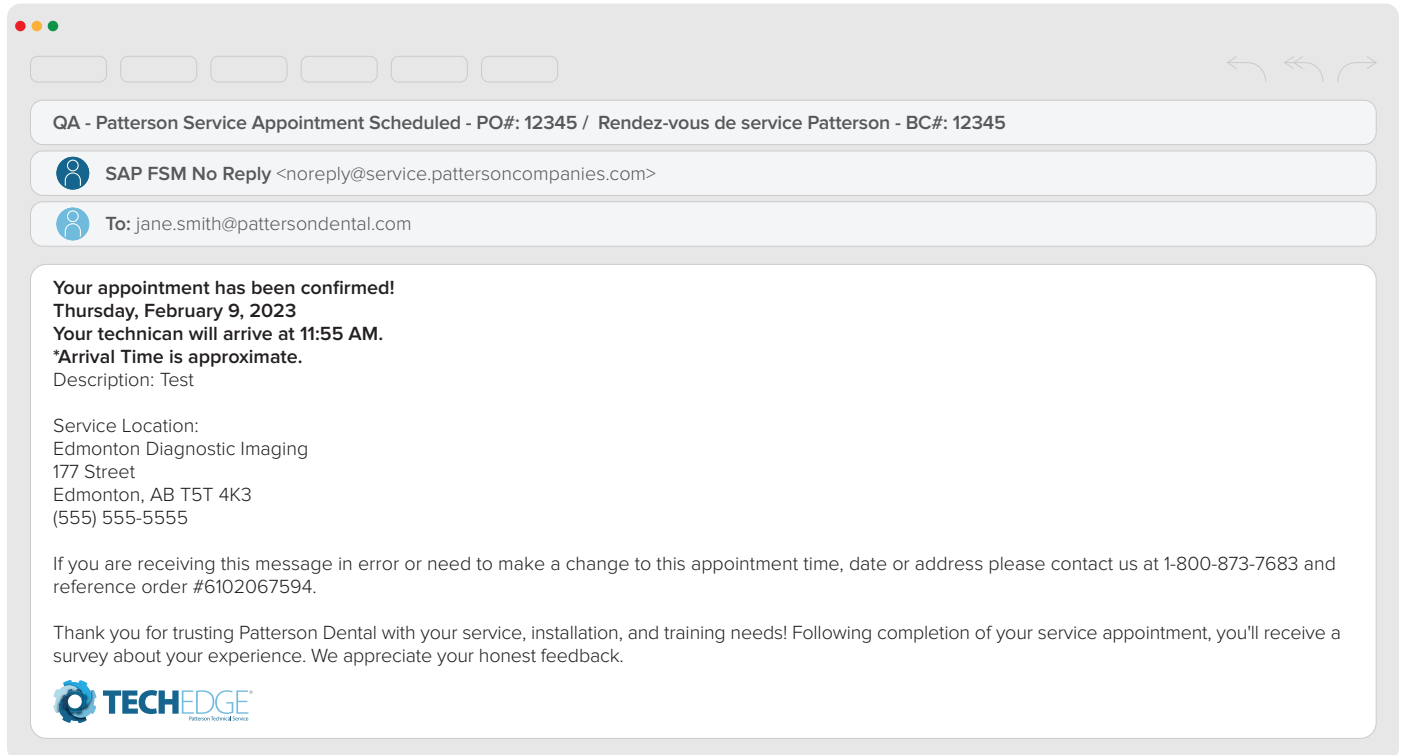 QA - Patterson Service Appointment Scheduled - PO#: 12345 / Rendez-vous de service Patterson - BC#: 12345
SAP FSM No Reply <noreply@service.pattersoncompanies.com>
To: jane.smith@pattersondental.com
Your appointment has been confirmed!
Thursday, February 9, 2023
Your technican will arrive at 11:55 AM.
*Arrival Time is approximate.
Description: Test
Service Location:
Edmonton Diagnostic Imaging
177 Street
Edmonton, AB T5T 4K3
(555) 555-5555
If you are receiving this message in error or need to make a change to this appointment time, date or address please contact us at 1-800-873-7683 and
reference order #6102067594.
Thank you for trusting Patterson Dental with your service, installation, and training needs! Following completion of your service appointment, you'll receive a
survey about your experience. We appreciate your honest feedback.
TECHEDGE®
Patterson Technical Service